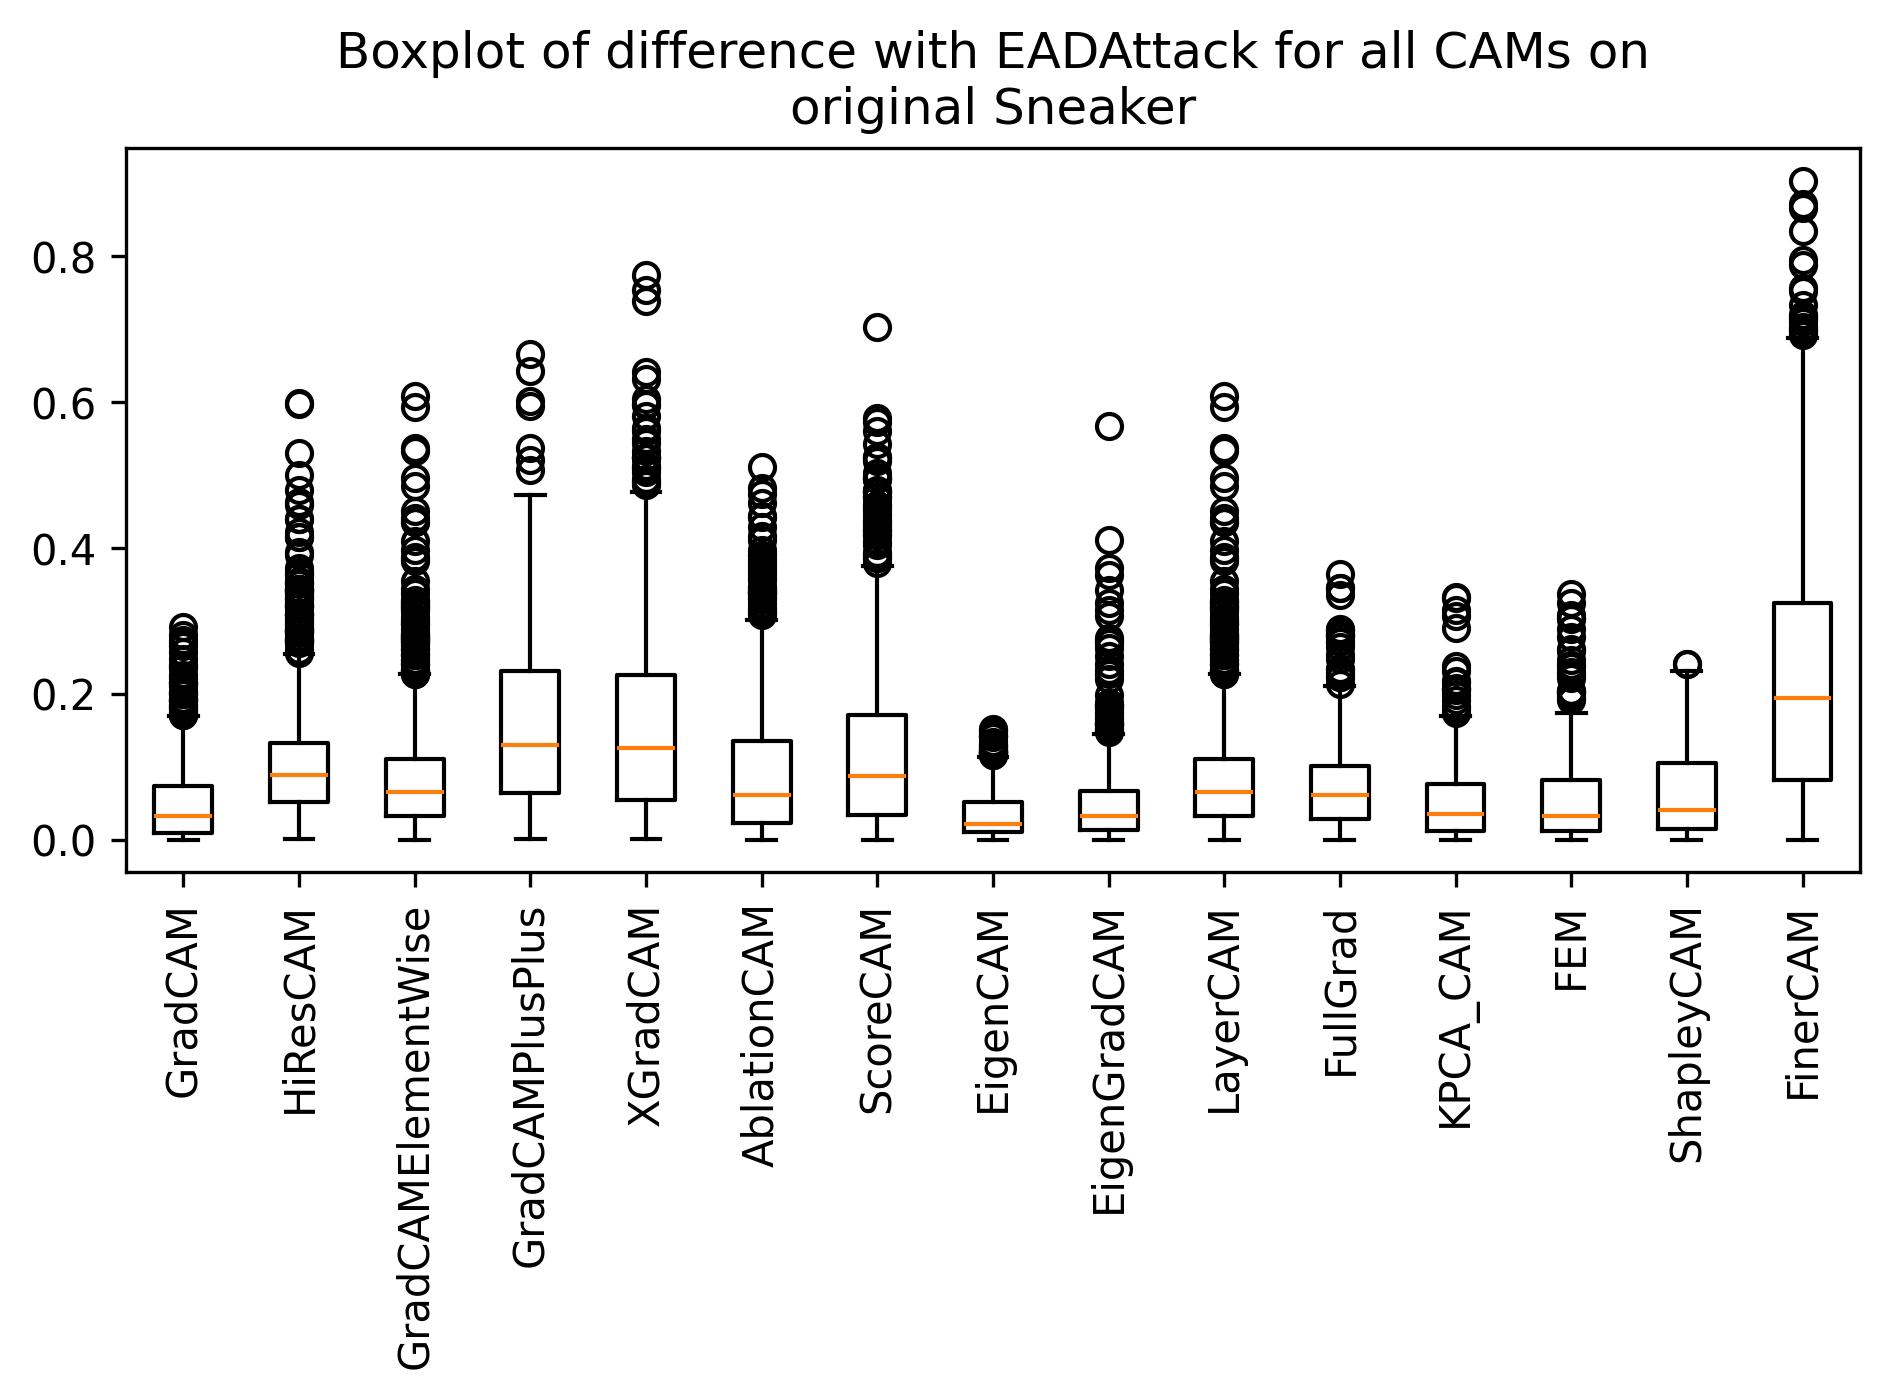 Boxplot of difference with EADAttack for all CAMs on
original Sneaker
0.8
0.6
0.4
0.2
0.0
GradCAM
HiResCAM
GradCAMElementWise
GradCAMPlusPlus
XGradCAM
AblationCAM
ScoreCAM
EigenCAM
EigenGradCAM
LayerCAM
FullGrad
KPCA_CAM
FEM
ShapleyCAM
FinerCAM